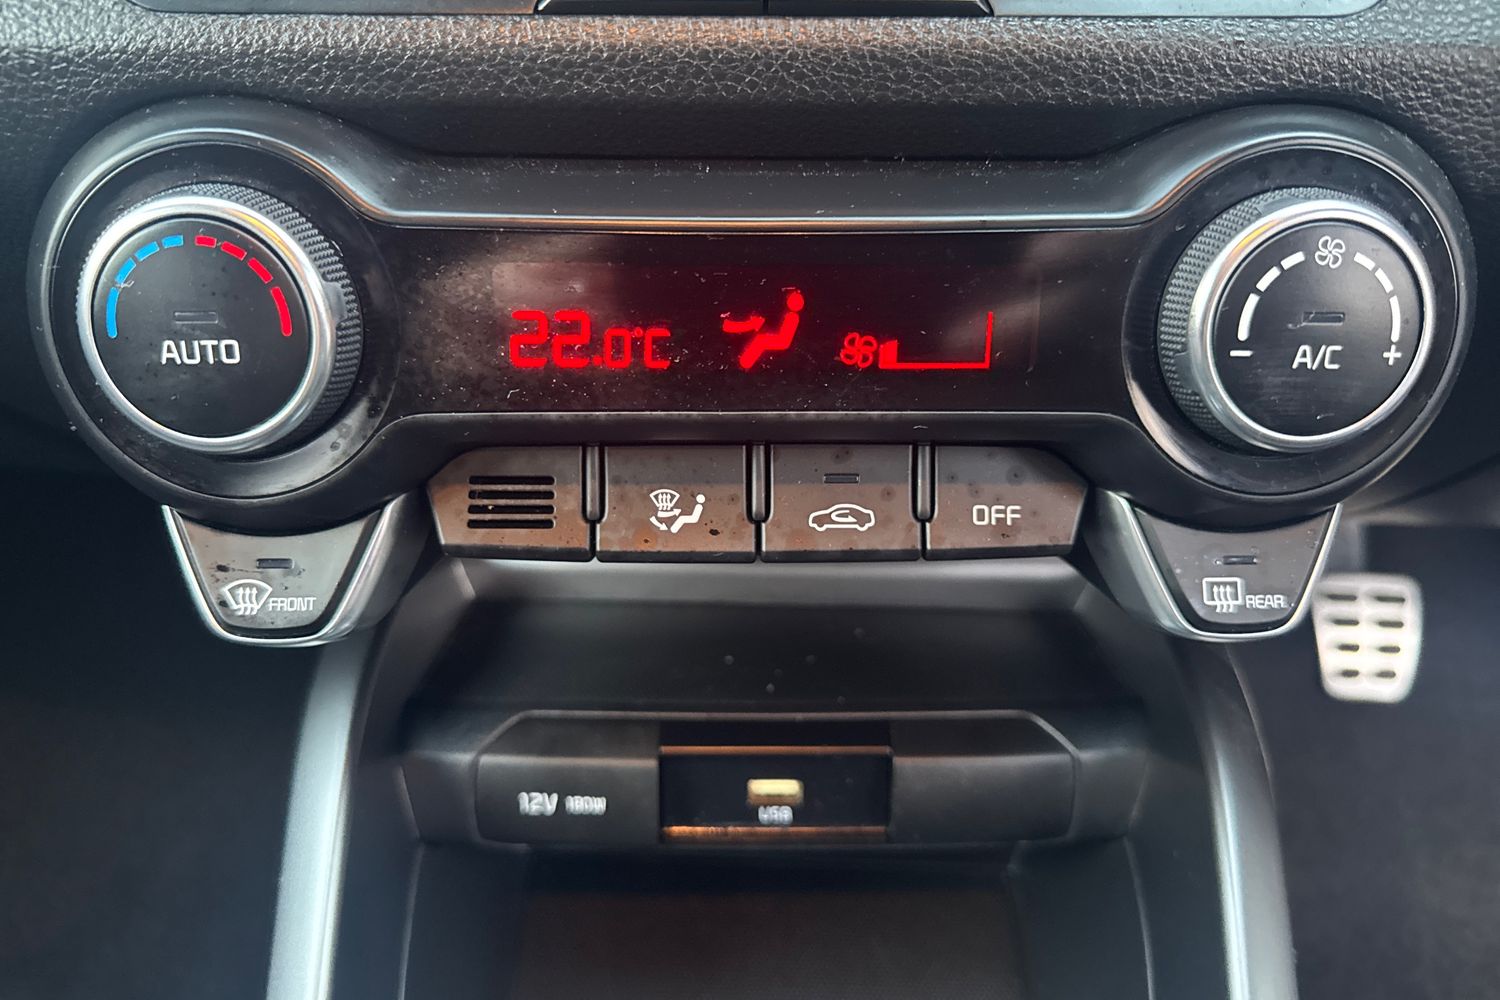 22.0°C
AUTO
A/C
- +
OFF
FRONT
REAR
12V 180W
USB